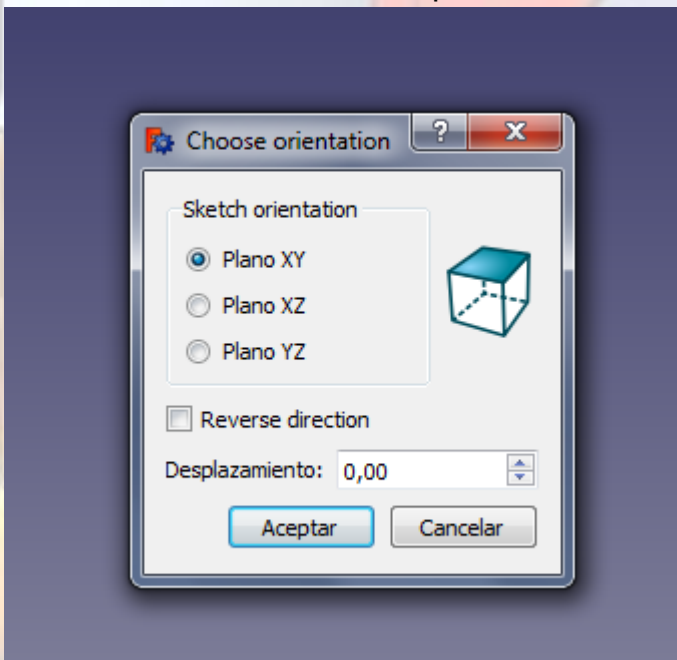 Choose orientation
Sketch orientation
Plano XY
Plano XZ
Plano YZ
Reverse direction
Desplazamiento: 0,00
Aceptar Cancelar